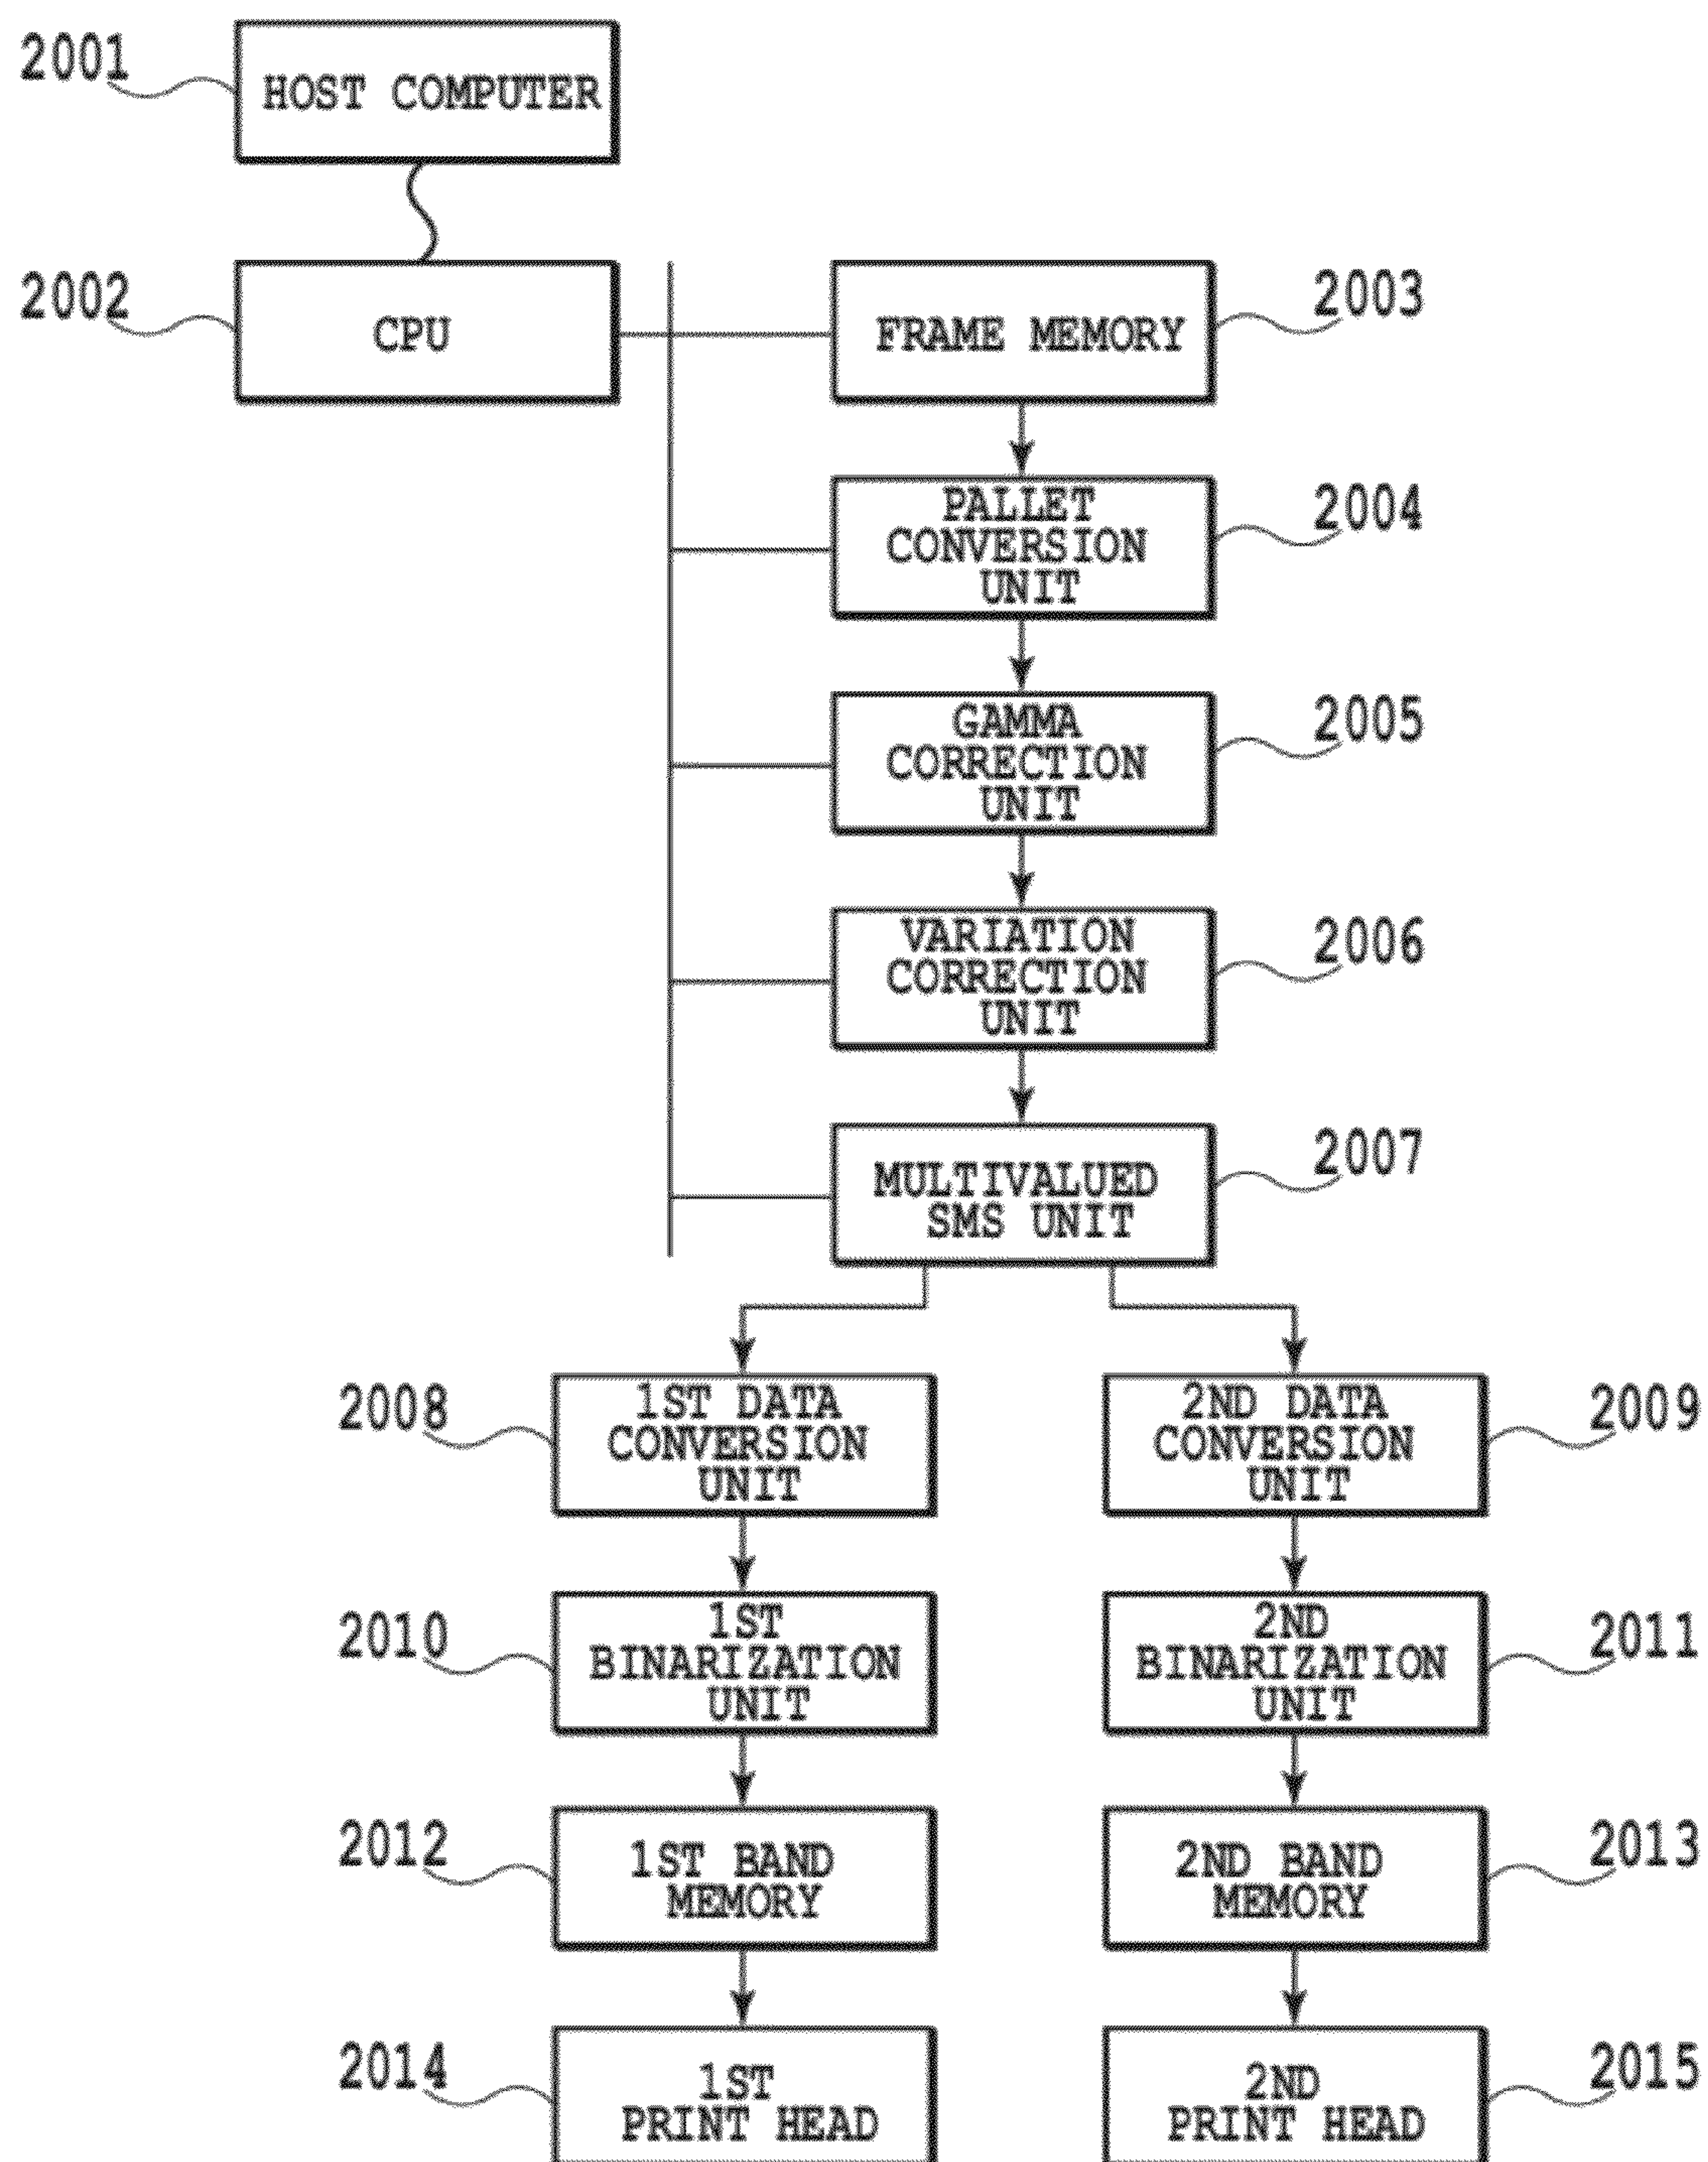 2001
HOST COMPUTER
2002
CPU
FRAME MEMORY
2003
PALLET
CONVERSION
UNIT
2004
GAMMA
CORRECTION
UNIT
2005
VARIATION
CORRECTION
UNIT
2006
MULTIVALUED
SMS UNIT
2007
2008
1ST DATA
CONVERSION
UNIT
2ND DATA
CONVERSION
UNIT
2009
2010
1ST
BINARIZATION
UNIT
2ND
BINARIZATION
UNIT
2011
2012
1ST BAND
MEMORY
2ND BAND
MEMORY
2013
2014
1ST
PRINT HEAD
2ND
PRINT HEAD
2015